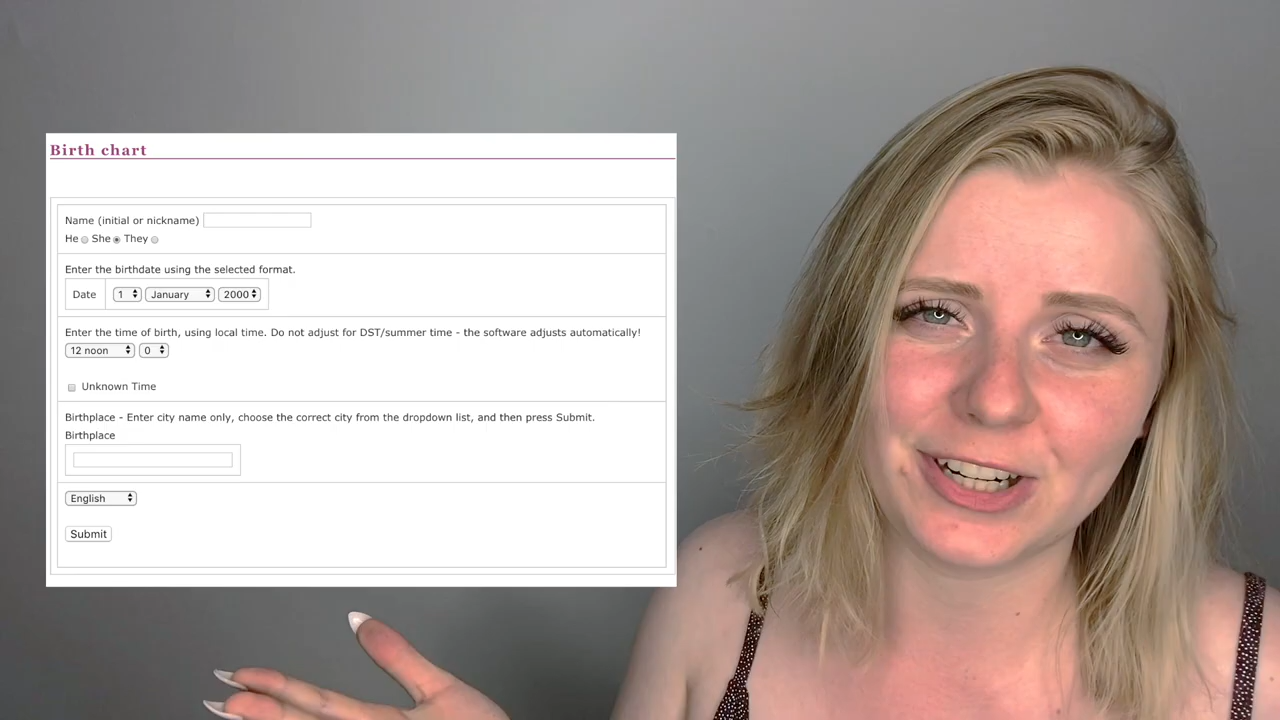 Birth chart
Name (initial or nickname)
He She They
Enter the birthdate using the selected format.
Date 1 January 2000
Enter the time of birth, using local time. Do not adjust for DST/summer time - the software adjusts automatically!
12 noon 0
Unknown Time
Birthplace - Enter city name only, choose the correct city from the dropdown list, and then press Submit.
Birthplace
English
Submit